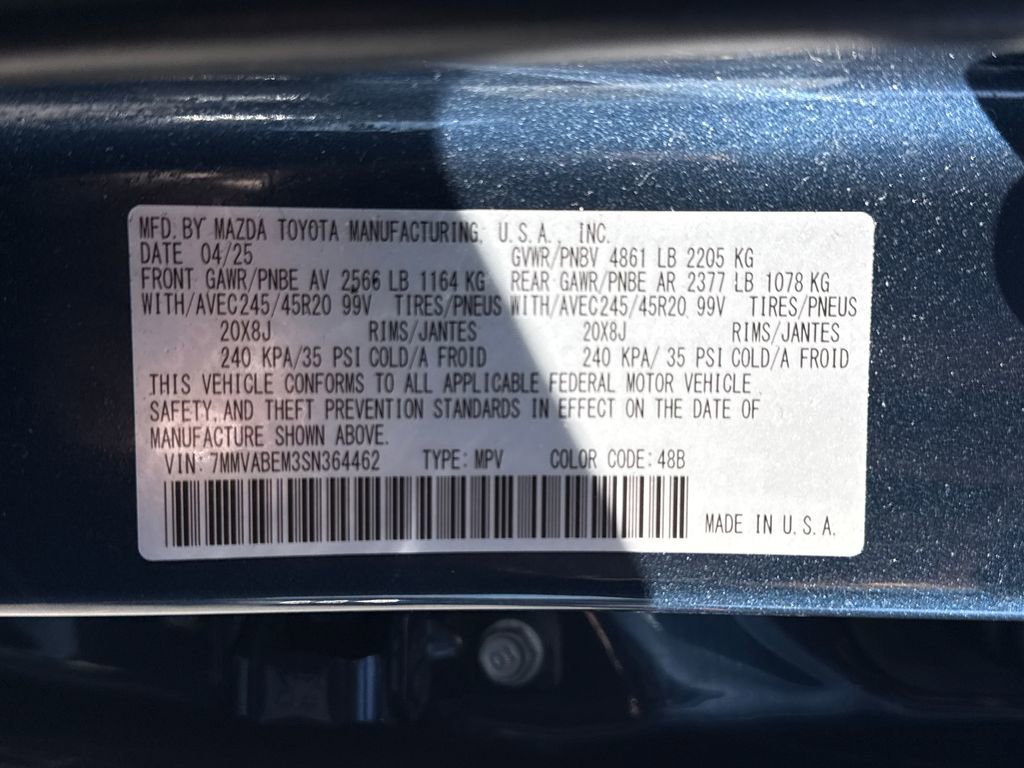 MFD. BY MAZDA TOYOTA MANUFACTURING, U.S.A., INC.
DATE 04/25 GVWR/PNBV 4861 LB 2205 KG
FRONT GAWR/PNBE AV 2566 LB 1164 KG REAR GAWR/PNBE AR 2377 LB 1078 KG
WITH/AVEC245/45R20 99V TIRES/PNEUS WITH/AVEC245/45R20 99V TIRES/PNEUS
20X8J RIMS/JANTES 20X8J RIMS/JANTES
240 KPA/35 PSI COLD/A FROID 240 KPA/ 35 PSI COLD/A FROID
THIS VEHICLE CONFORMS TO ALL APPLICABLE FEDERAL MOTOR VEHICLE
SAFETY, AND THEFT PREVENTION STANDARDS IN EFFECT ON THE DATE OF
MANUFACTURE SHOWN ABOVE.
VIN: 7MMVABEM3SN364462 TYPE: MPV COLOR CODE: 48B
MADE IN U.S.A.